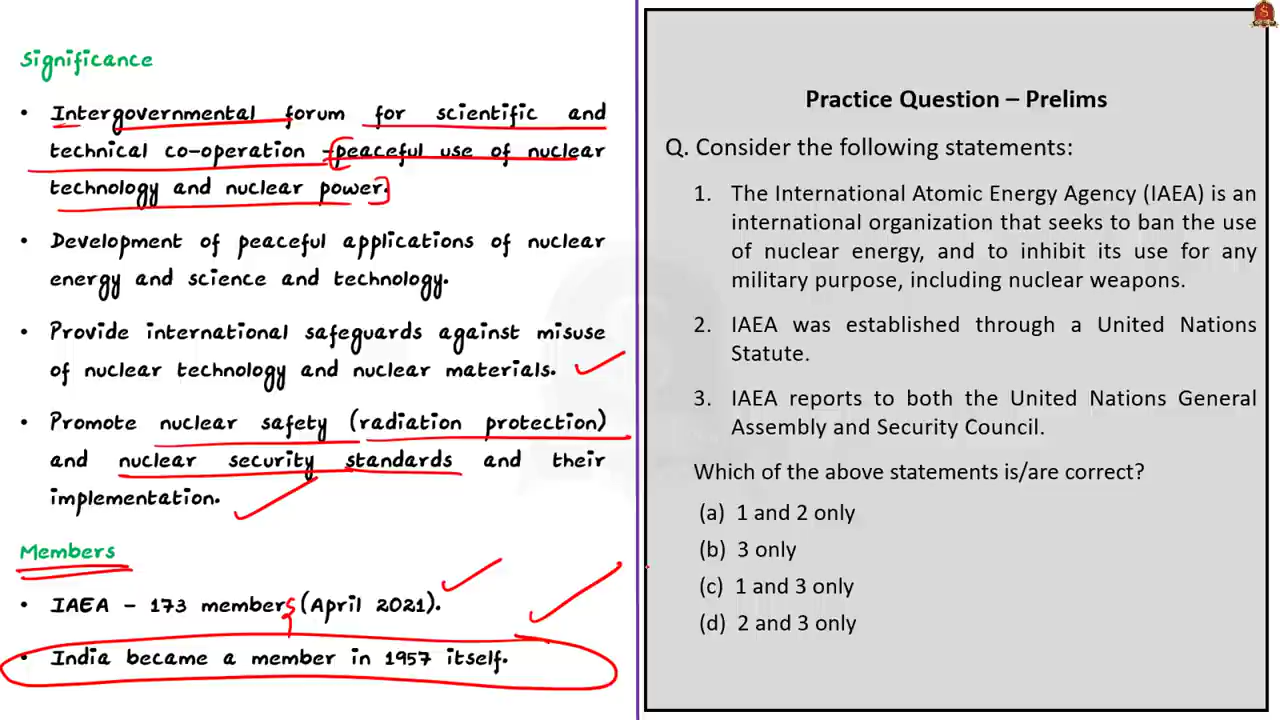 Significance
• Intergovernmental forum for scientific and
technical co-operation - peaceful use of nuclear
technology and nuclear power.
• Development of peaceful applications of nuclear
energy and science and technology.
• Provide international safeguards against misuse
of nuclear technology and nuclear materials.
• Promote nuclear safety (radiation protection)
and nuclear security standards and their
implementation.
Members
• IAEA - 173 members (April 2021).
• India became a member in 1957 itself.
Practice Question – Prelims
Q. Consider the following statements:
1. The International Atomic Energy Agency (IAEA) is an
international organization that seeks to ban the use
of nuclear energy, and to inhibit its use for any
military purpose, including nuclear weapons.
2. IAEA was established through a United Nations
Statute.
3. IAEA reports to both the United Nations General
Assembly and Security Council.
Which of the above statements is/are correct?
(a) 1 and 2 only
(b) 3 only
(c) 1 and 3 only
(d) 2 and 3 only